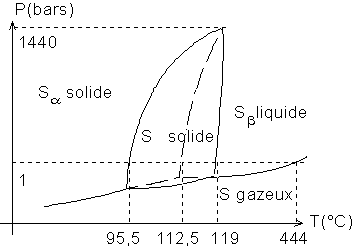 P(bars)
1440
Sα solide
S solide
Sβ liquide
1
S gazeux
T(°C)
95,5 112,5 119 444